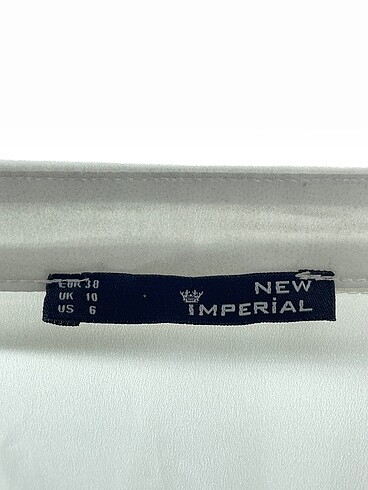 EUR 38
UK 10
US 6
NEW
IMPERiAL